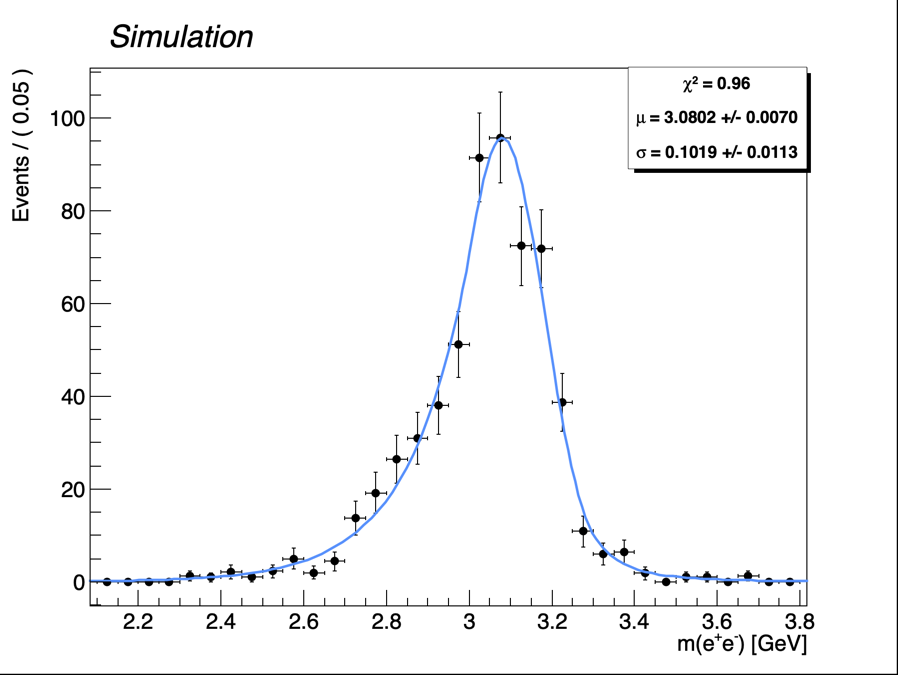 Simulation
Events / ( 0.05 )
χ² = 0.96
μ = 3.0802 +/- 0.0070
σ = 0.1019 +/- 0.0113
100
80
60
40
20
0
2.2 2.4 2.6 2.8 3 3.2 3.4 3.6 3.8
m(e⁺e⁻) [GeV]